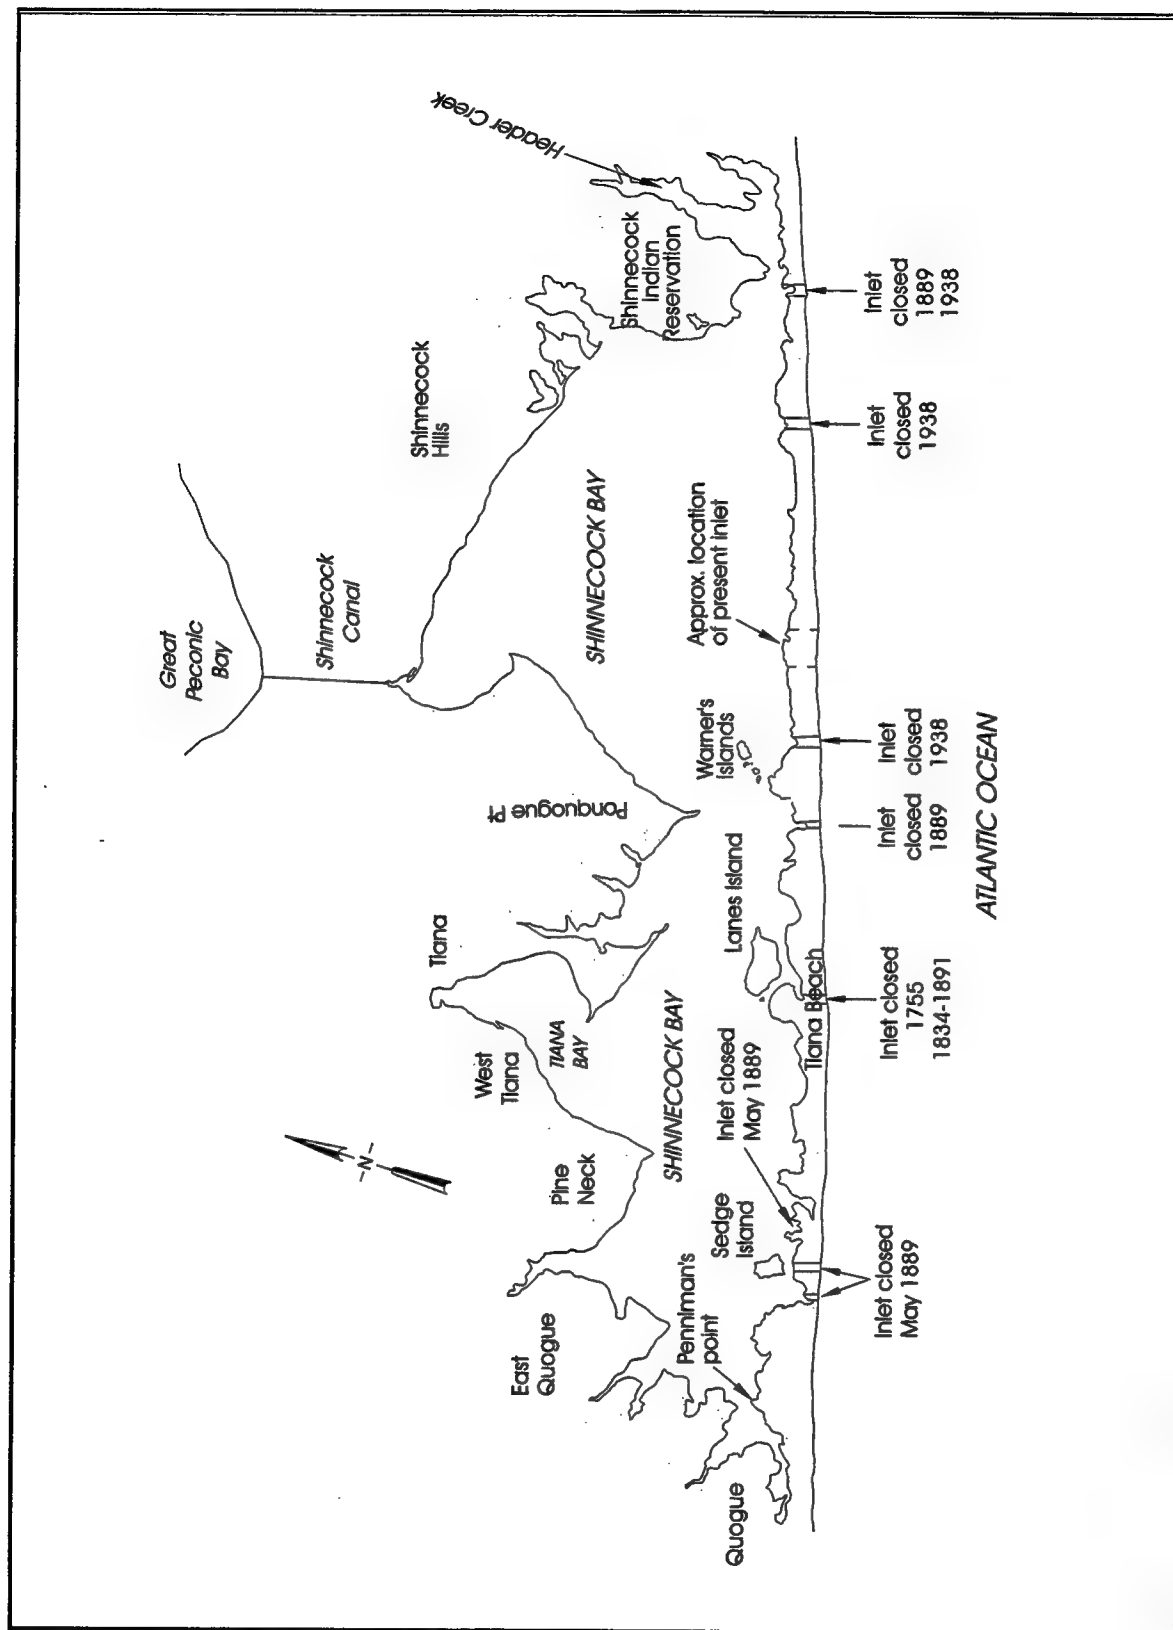 Great
Peconic
Bay
Shinnecock
Canal
Shinnecock
Hills
Header Creek
Shinnecock
Indian
Reservation
SHINNECOCK BAY
Ponquogue Pt
Tiana
West
Tiana
TIANA
BAY
-N-
Pine
Neck
East
Quogue
SHINNECOCK BAY
Quogue
Penniman's
point
Sedge
Island
Inlet closed
May 1889
Lanes Island
Warner's
Islands
Approx. location
of present inlet
Tiana Beach
Inlet closed
May 1889
Inlet closed
1755
1834-1891
Inlet
closed
1889
Inlet
closed
1938
Inlet
closed
1938
Inlet
closed
1889
1938
ATLANTIC OCEAN